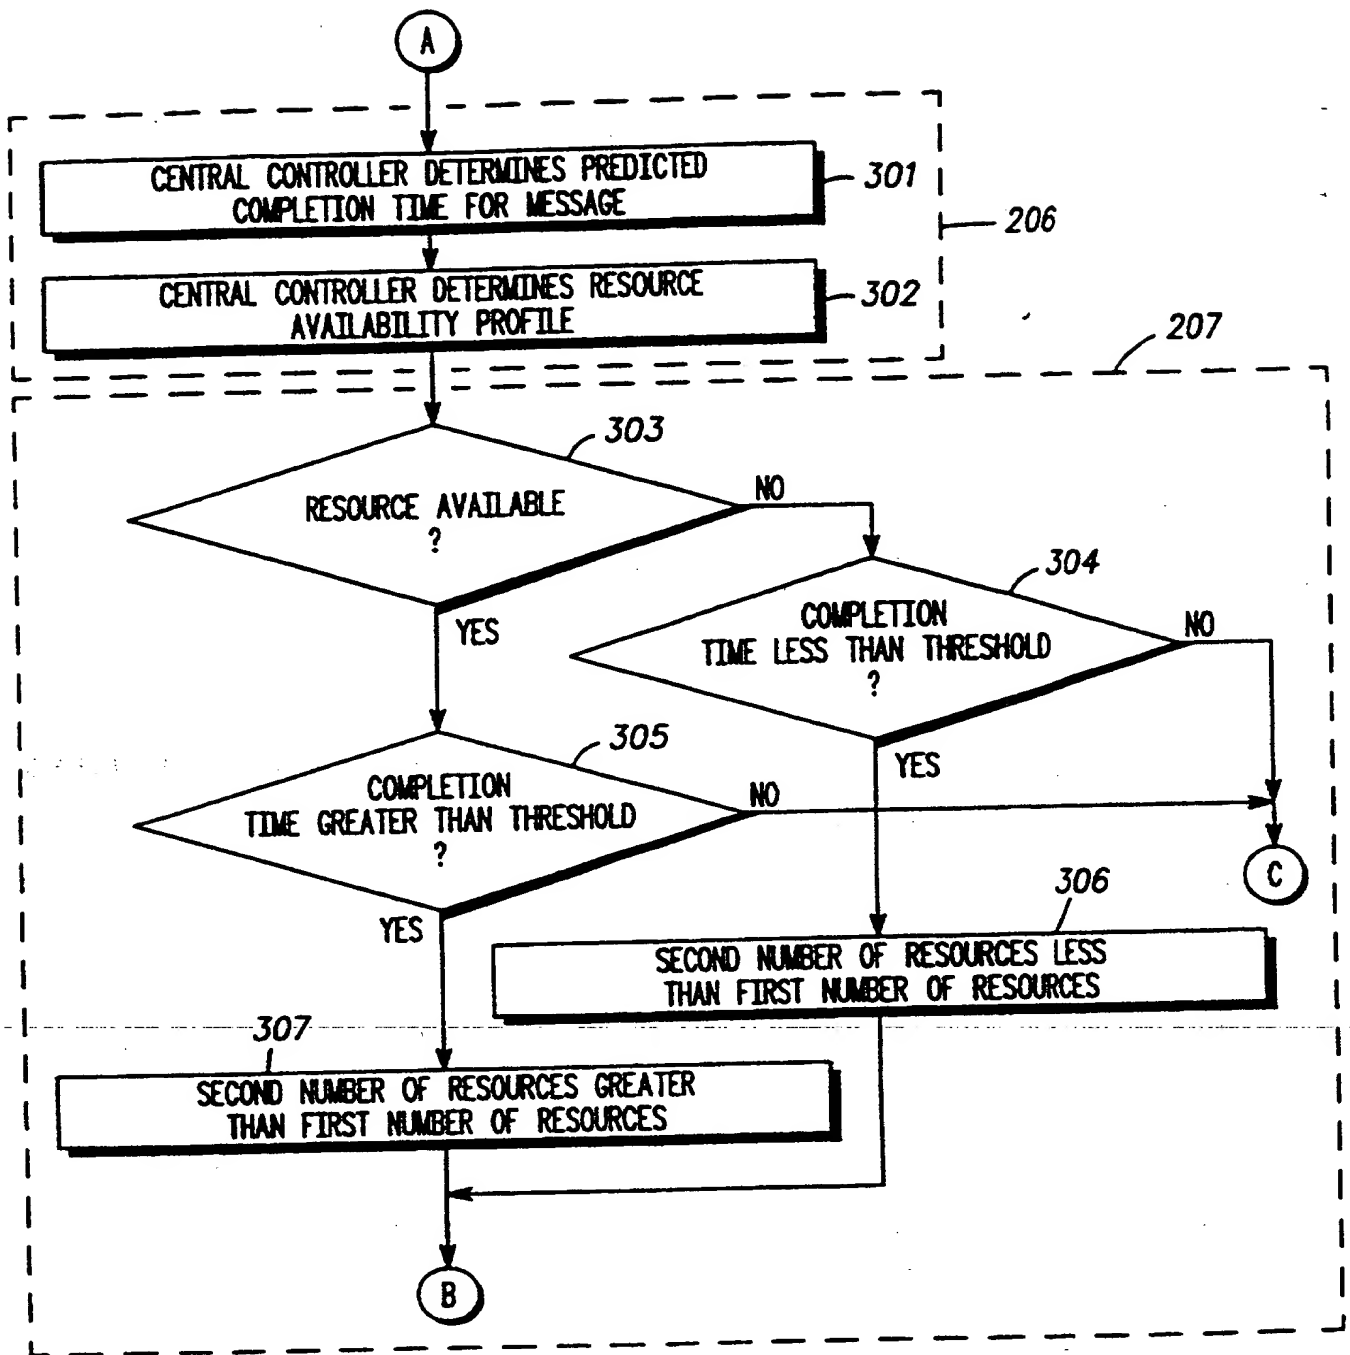 A
CENTRAL CONTROLLER DETERMINES PREDICTED
COMPLETION TIME FOR MESSAGE
301
206
CENTRAL CONTROLLER DETERMINES RESOURCE
AVAILABILITY PROFILE
302
207
303
RESOURCE AVAILABLE
?
NO
YES
304
COMPLETION
TIME LESS THAN THRESHOLD
?
NO
YES
305
COMPLETION
TIME GREATER THAN THRESHOLD
?
NO
YES
C
306
SECOND NUMBER OF RESOURCES LESS
THAN FIRST NUMBER OF RESOURCES
307
SECOND NUMBER OF RESOURCES GREATER
THAN FIRST NUMBER OF RESOURCES
B